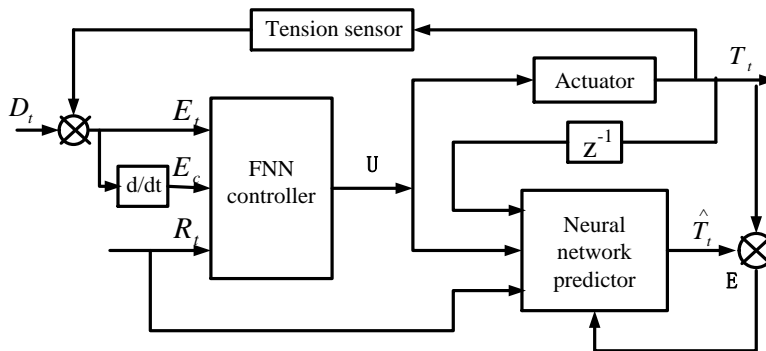 Tension sensor
T_t
Actuator
D_t
E_t
FNN
controller
U
z^-1
d/dt
E_c
Neural
network
predictor
T̂_t
R_t
E